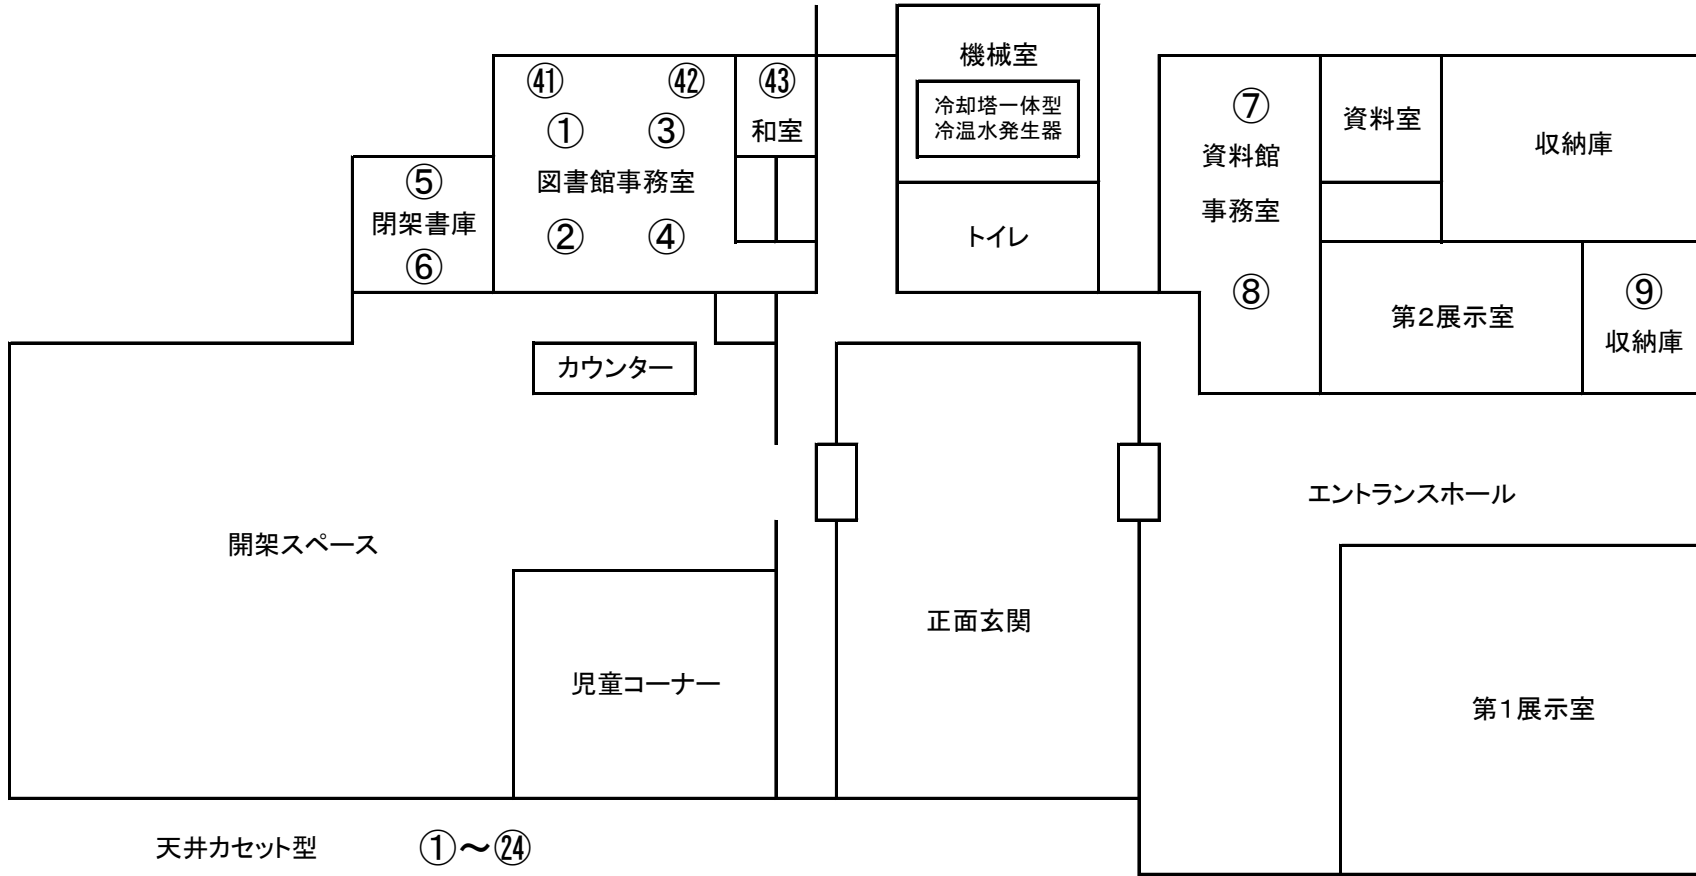 ㊶ ㊷ ㊸
① ③ 和室
図書館事務室
② ④
⑤
閉架書庫
⑥
機械室
冷却塔一体型
冷温水発生器
トイレ
⑦
資料館
事務室
⑧
資料室
収納庫
第2展示室
⑨
収納庫
カウンター
開架スペース
児童コーナー
正面玄関
エントランスホール
第1展示室
天井カセット型 ①～㉔